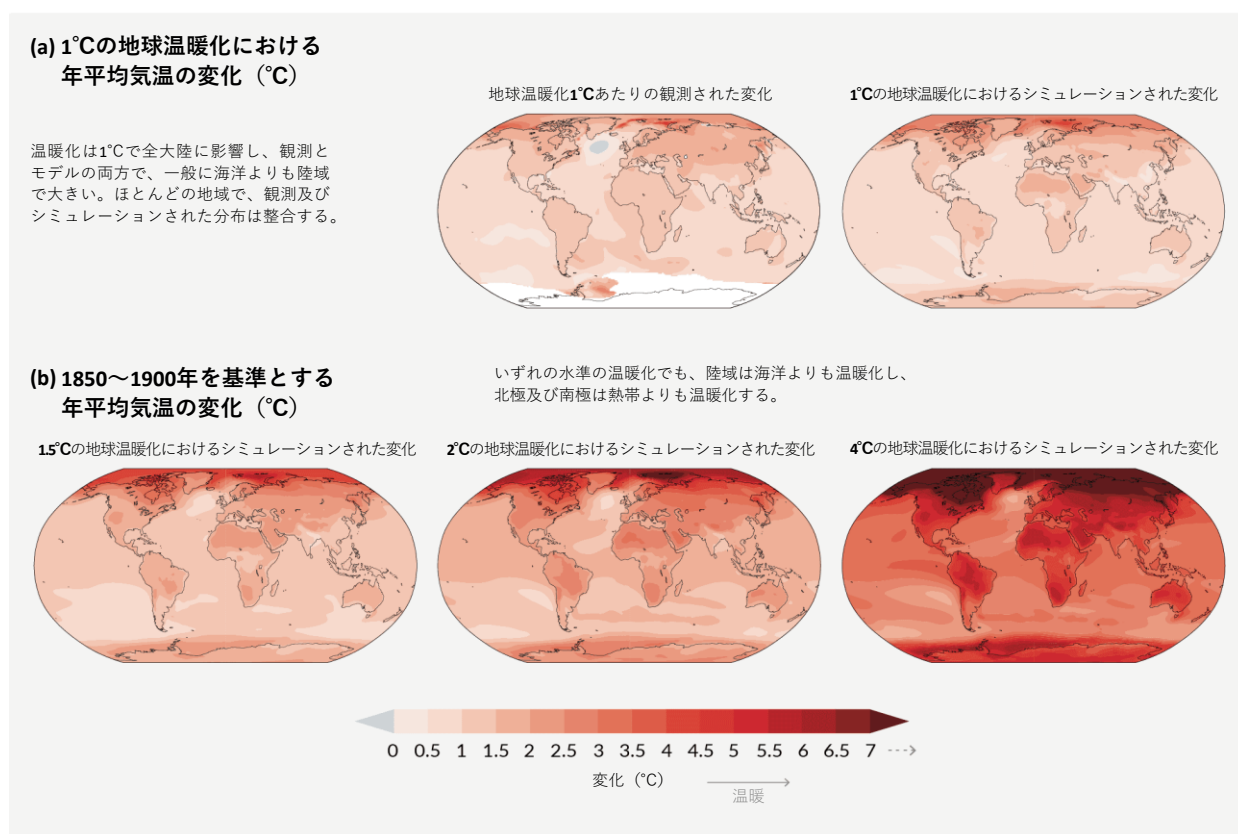 (a) 1℃の地球温暖化における
年平均気温の変化（℃）
温暖化は1℃で全大陸に影響し、観測と
モデルの両方で、一般に海洋よりも陸域
で大きい。ほとんどの地域で、観測及び
シミュレーションされた分布は整合する。
地球温暖化1℃あたりの観測された変化
1℃の地球温暖化におけるシミュレーションされた変化
(b) 1850～1900年を基準とする
年平均気温の変化（℃）
いずれの水準の温暖化でも、陸域は海洋よりも温暖化し、
北極及び南極は熱帯よりも温暖化する。
1.5℃の地球温暖化におけるシミュレーションされた変化
2℃の地球温暖化におけるシミュレーションされた変化
4℃の地球温暖化におけるシミュレーションされた変化
0 0.5 1 1.5 2 2.5 3 3.5 4 4.5 5 5.5 6 6.5 7
変化（℃）
温暖